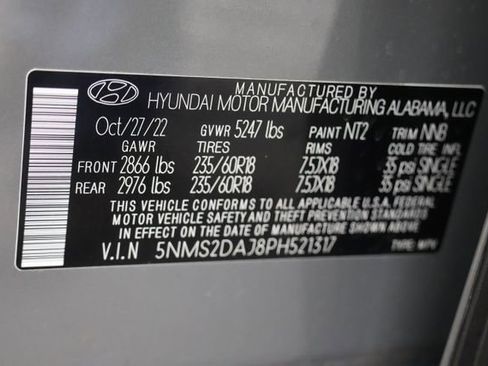 MANUFACTURED BY
HYUNDAI MOTOR MANUFACTURING ALABAMA, LLC
Oct/27/22 GVWR 5247 lbs PAINT NT2 TRIM NNB
GAWR TIRES RIMS COLD TIRE INFL
FRONT 2866 lbs 235/60R18 7.5JX18 35 psi SINGLE
REAR 2976 lbs 235/60R18 7.5JX18 35 psi SINGLE
THIS VEHICLE CONFORMS TO ALL APPLICABLE FEDERAL
MOTOR VEHICLE SAFETY AND THEFT PREVENTION STANDARDS
IN EFFECT ON THE DATE OF MANUFACTURE SHOWN ABOVE
V.I.N 5NMS2DAJ8PH521317 TYPE: MPV